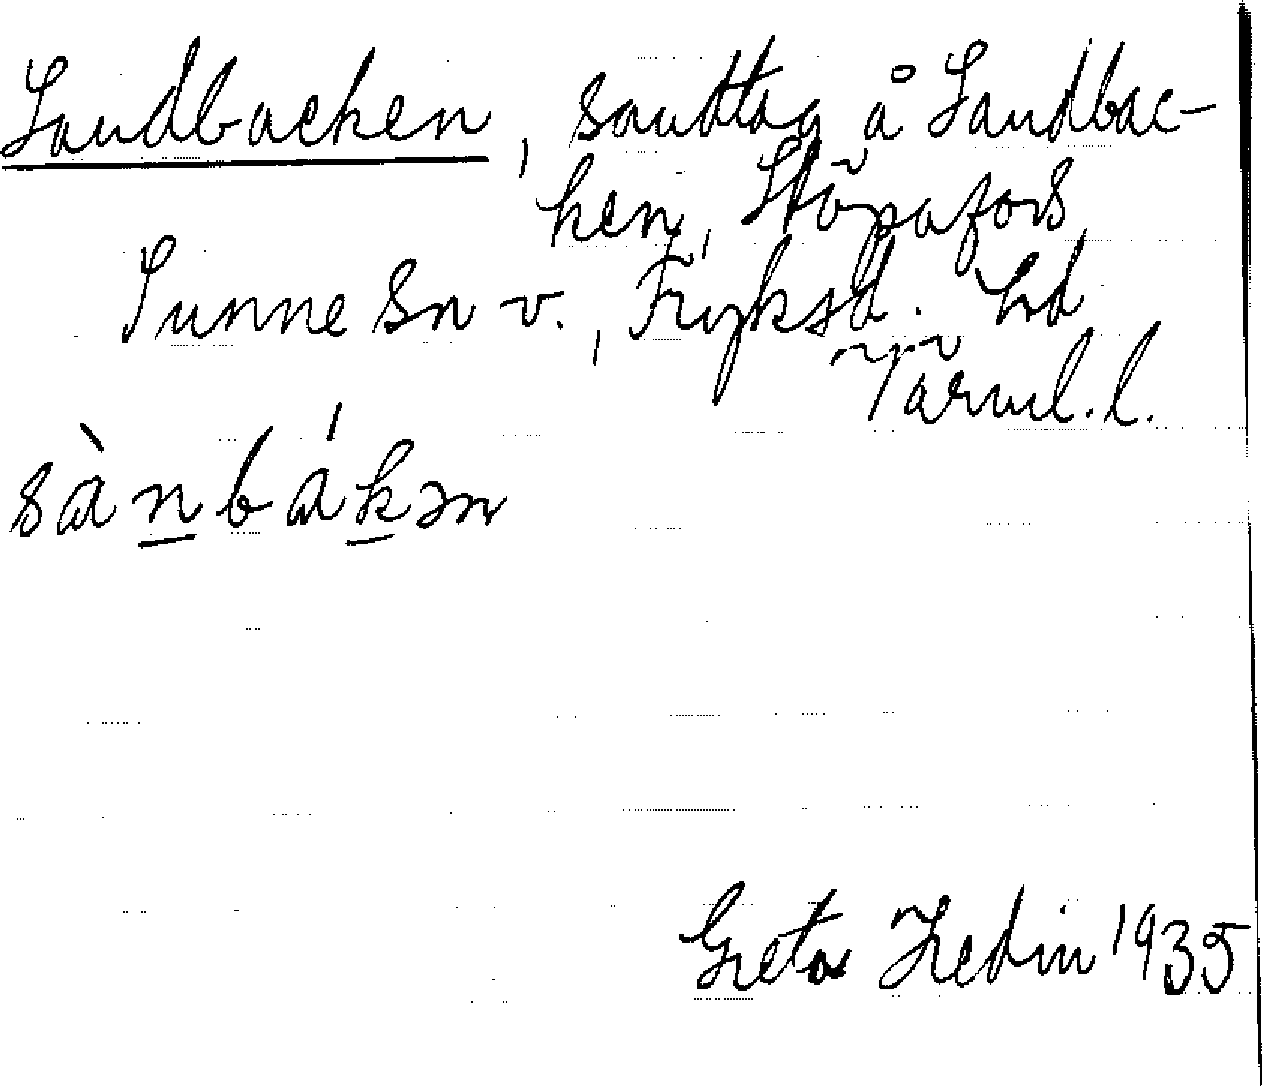 Sandbacken, sandtag å Sandbac-
ken, Stöpafors,
Sunne sn v., Fryksd. hd
Värml. l.
sànbákən
Greta Hedin 1935